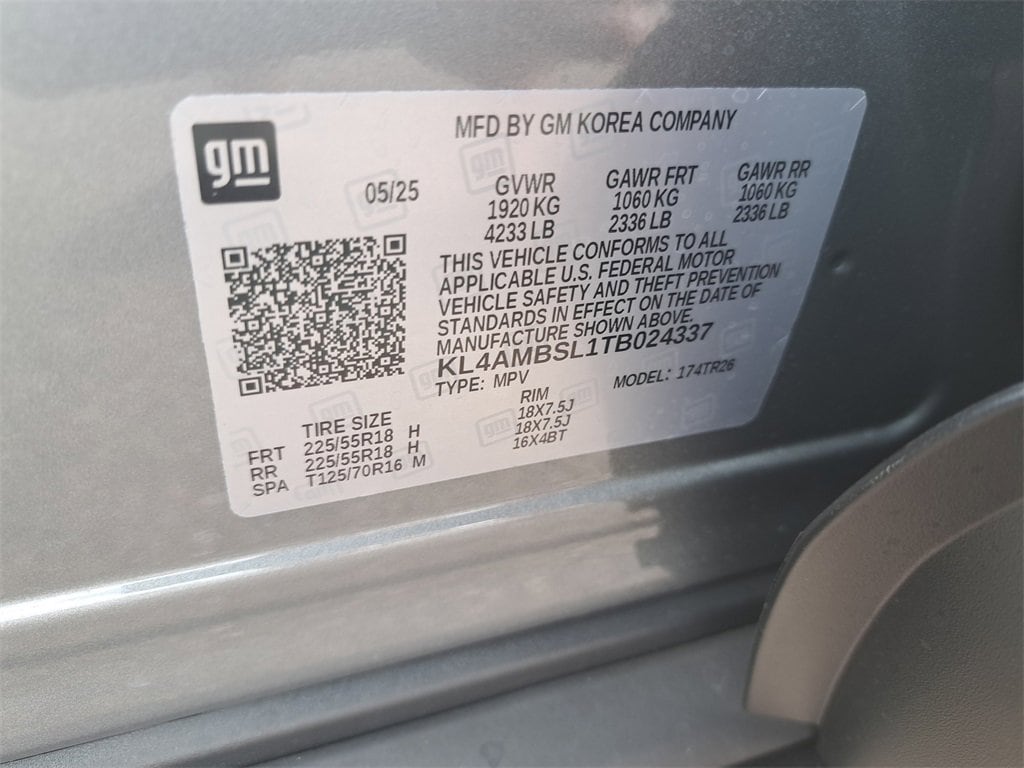 gm
MFD BY GM KOREA COMPANY
05/25
GVWR
1920 KG
4233 LB
GAWR FRT
1060 KG
2336 LB
GAWR RR
1060 KG
2336 LB
THIS VEHICLE CONFORMS TO ALL
APPLICABLE U.S. FEDERAL MOTOR
VEHICLE SAFETY AND THEFT PREVENTION
STANDARDS IN EFFECT ON THE DATE OF
MANUFACTURE SHOWN ABOVE.
KL4AMBSL1TB024337
TYPE: MPV MODEL: 174TR26
TIRE SIZE RIM
FRT 225/55R18 H 18X7.5J
RR 225/55R18 H 18X7.5J
SPA T125/70R16 M 16X4BT